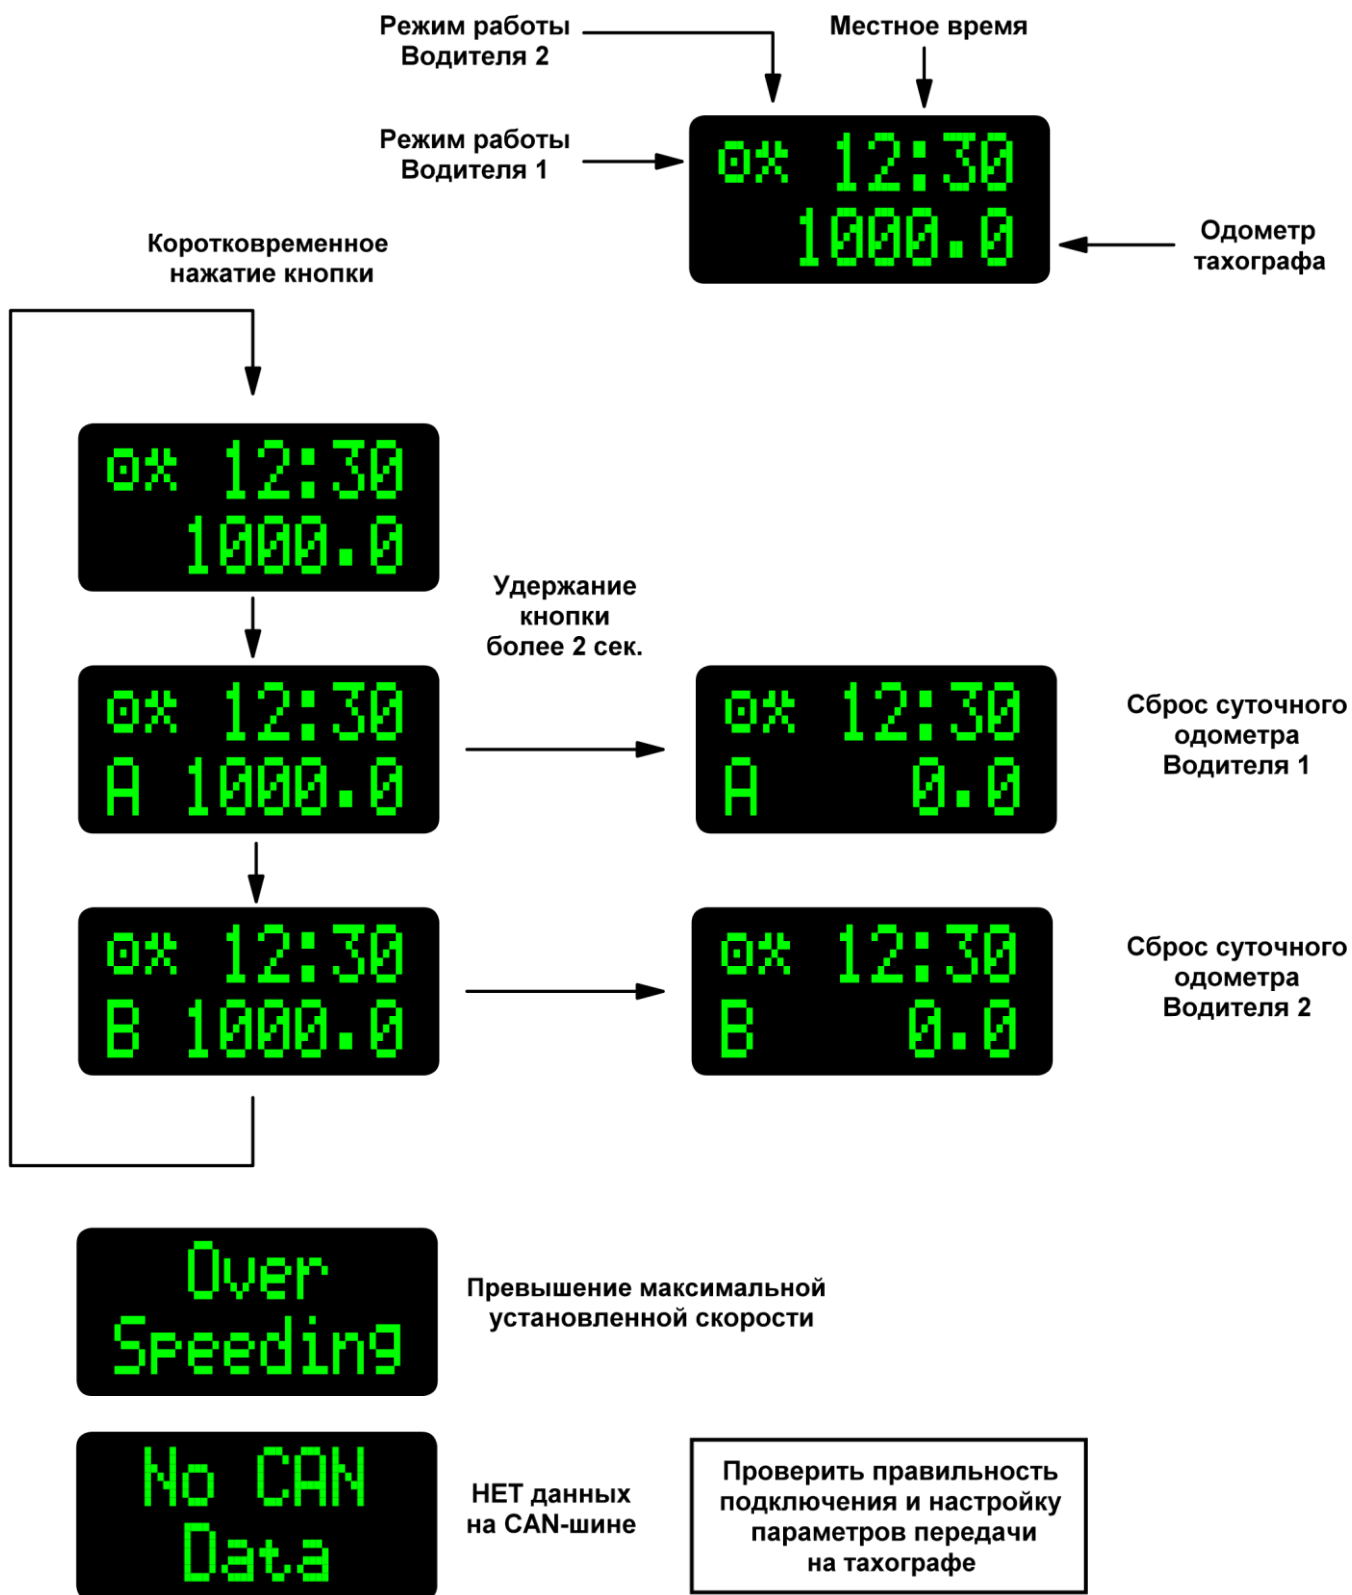 Режим работы
Водителя 2
Местное время
Режим работы
Водителя 1
12:30
1000.0
Одометр
тахографа
Кратковременное
нажатие кнопки
12:30
1000.0
Удержание
кнопки
более 2 сек.
12:30
A 1000.0
12:30
A 0.0
Сброс суточного
одометра
Водителя 1
12:30
B 1000.0
12:30
B 0.0
Сброс суточного
одометра
Водителя 2
Over
Speeding
Превышение максимальной
установленной скорости
No CAN
Data
НЕТ данных
на CAN-шине
Проверить правильность
подключения и настройку
параметров передачи
на тахографе